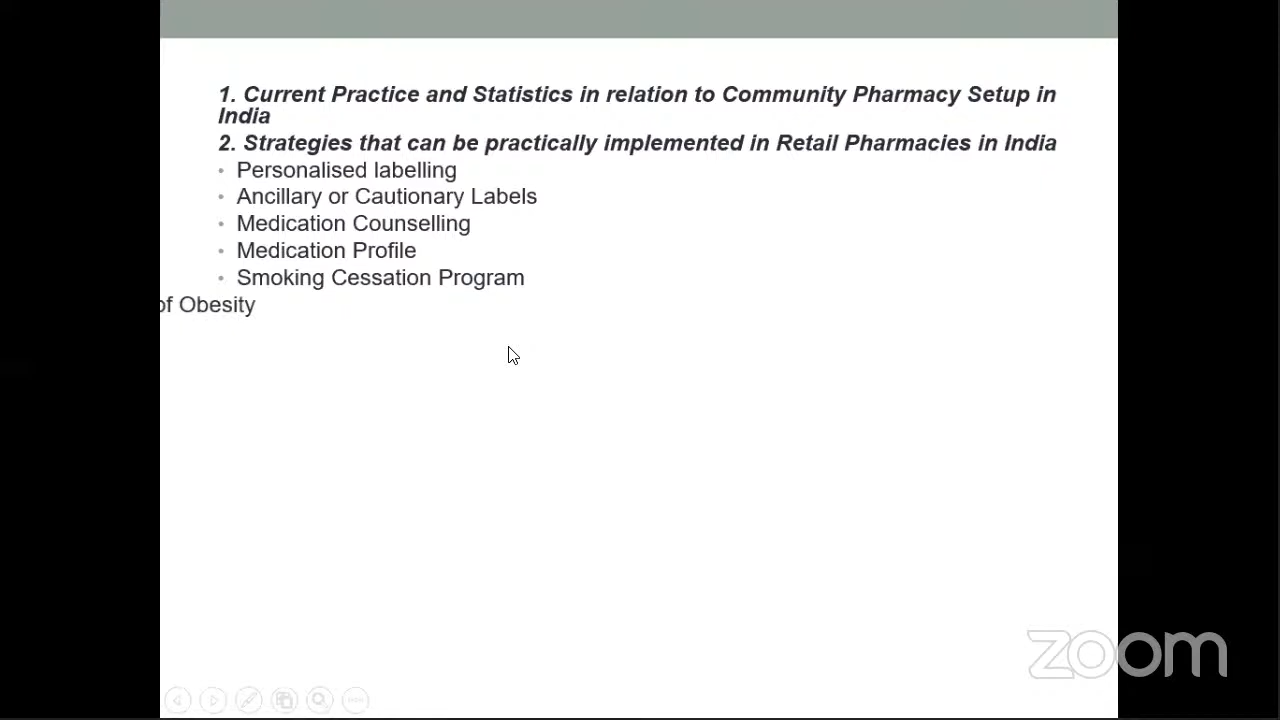 1. Current Practice and Statistics in relation to Community Pharmacy Setup in
India
2. Strategies that can be practically implemented in Retail Pharmacies in India
• Personalised labelling
• Ancillary or Cautionary Labels
• Medication Counselling
• Medication Profile
• Smoking Cessation Program
of Obesity
zoom